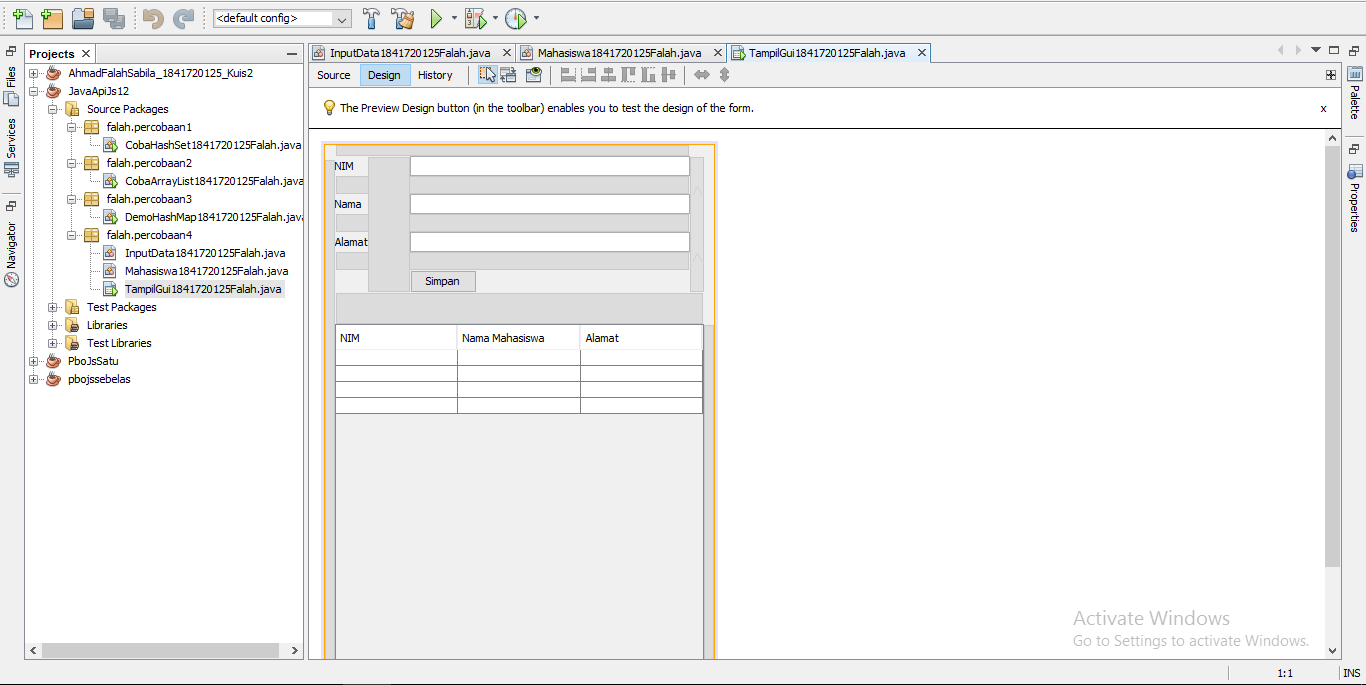 <default config>
Projects
Files
Services
Navigator
AhmadFalahSabila_1841720125_Kuis2
JavaApiJs12
Source Packages
falah.percobaan1
CobaHashSet1841720125Falah.java
falah.percobaan2
CobaArrayList1841720125Falah.java
falah.percobaan3
DemoHashMap1841720125Falah.java
falah.percobaan4
InputData1841720125Falah.java
Mahasiswa1841720125Falah.java
TampilGui1841720125Falah.java
Test Packages
Libraries
Test Libraries
PboJsSatu
pbojssebelas
InputData1841720125Falah.java Mahasiswa1841720125Falah.java TampilGui1841720125Falah.java
Source Design History
The Preview Design button (in the toolbar) enables you to test the design of the form. x
NIM
Nama
Alamat
Simpan
NIM Nama Mahasiswa Alamat
Palette
Properties
Activate Windows
Go to Settings to activate Windows.
1:1 INS